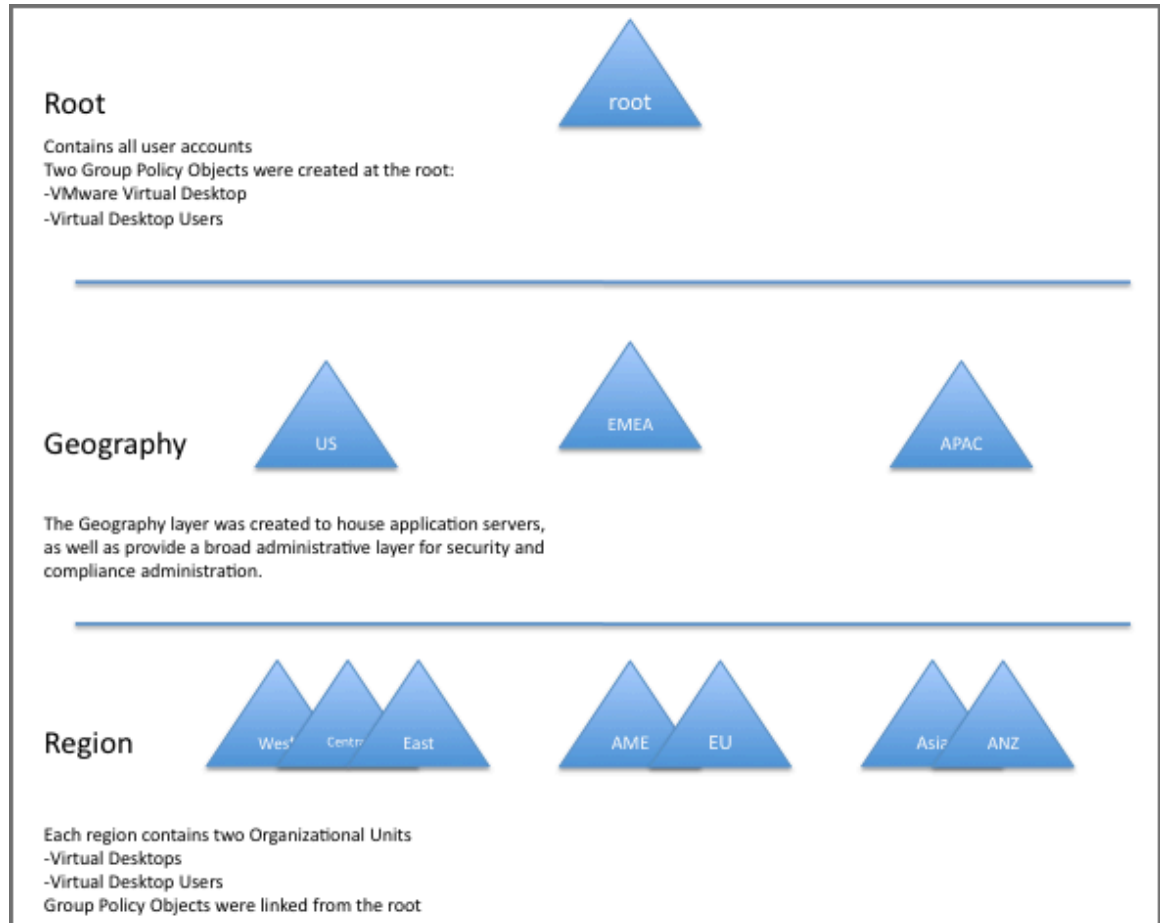 root
Root
Contains all user accounts
Two Group Policy Objects were created at the root:
-VMware Virtual Desktop
-Virtual Desktop Users
US
EMEA
APAC
Geography
The Geography layer was created to house application servers,
as well as provide a broad administrative layer for security and
compliance administration.
Region
East
AME
EU
ANZ
Each region contains two Organizational Units
-Virtual Desktops
-Virtual Desktop Users
Group Policy Objects were linked from the root